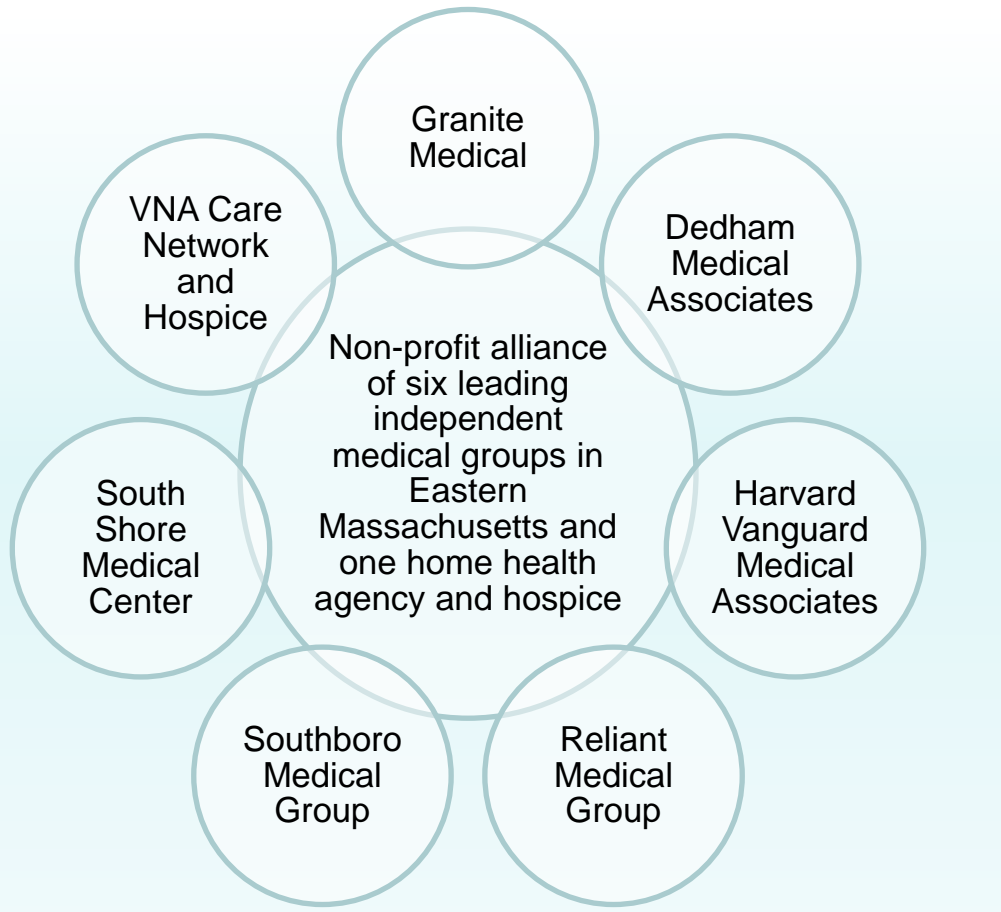 Granite
Medical
Dedham
Medical
Associates
Harvard
Vanguard
Medical
Associates
Reliant
Medical
Group
Southboro
Medical
Group
South
Shore
Medical
Center
VNA Care
Network
and
Hospice
Non-profit alliance
of six leading
independent
medical groups in
Eastern
Massachusetts and
one home health
agency and hospice